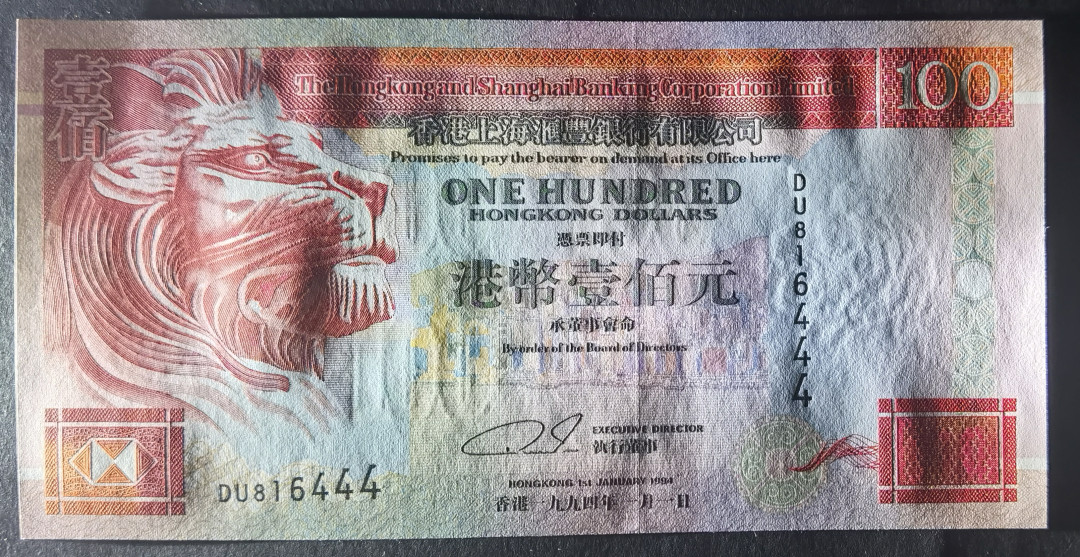 壹佰
The Hongkong and Shanghai Banking Corporation Limited
100
香港上海滙豐銀行有限公司
Promises to pay the bearer on demand at its Office here
ONE HUNDRED
HONGKONG DOLLARS
憑票即付
港幣壹佰元
承董事會命
By order of the Board of Directors
DU816444
EXECUTIVE DIRECTOR
執行董事
DU816444
HONGKONG 1ST JANUARY 1994
香港一九九四年一月一日